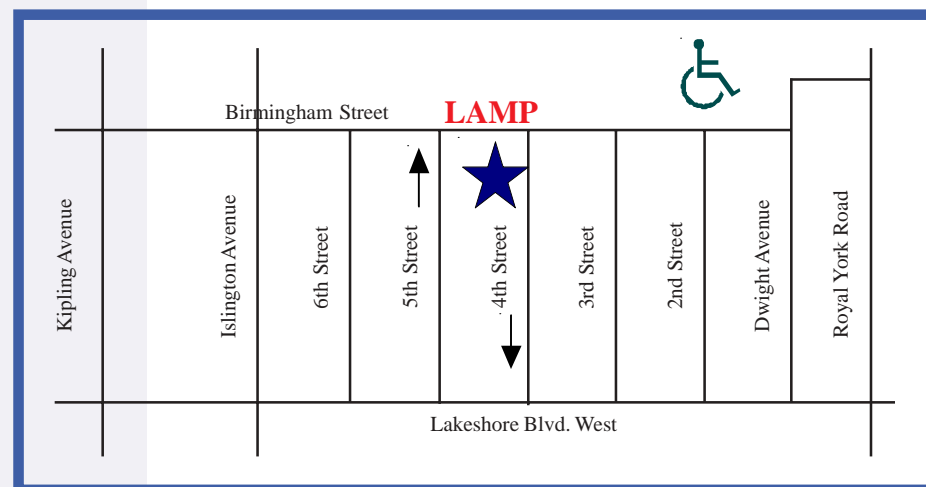 Birmingham Street
LAMP
Kipling Avenue
Islington Avenue
6th Street
5th Street
4th Street
3rd Street
2nd Street
Dwight Avenue
Royal York Road
Lakeshore Blvd. West